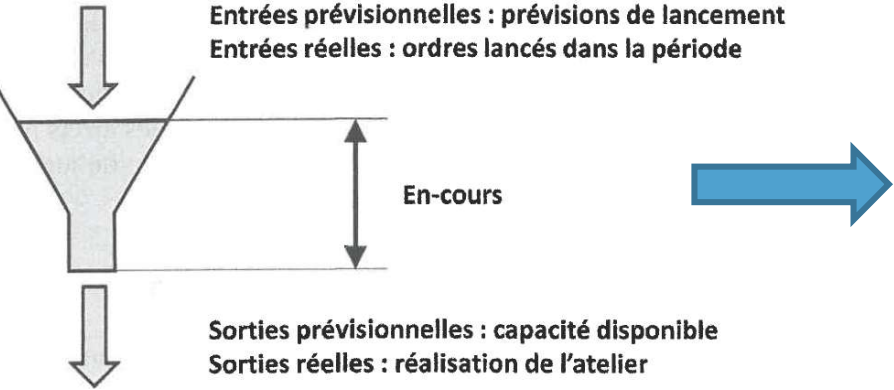 Entrées prévisionnelles : prévisions de lancement
Entrées réelles : ordres lancés dans la période
En-cours
Sorties prévisionnelles : capacité disponible
Sorties réelles : réalisation de l'atelier